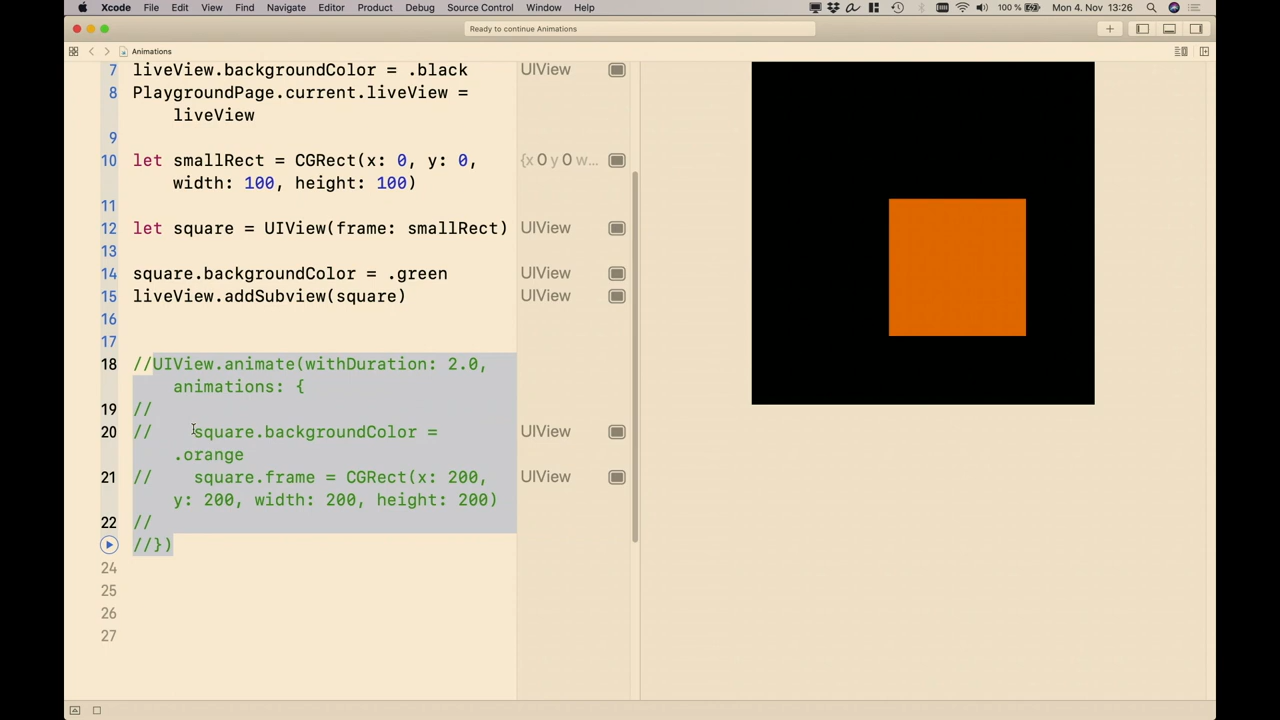 Xcode File Edit View Find Navigate Editor Product Debug Source Control Window Help 100 % Mon 4. Nov 13:26
Ready to continue Animations
Animations
7 liveView.backgroundColor = .black UIView
8 PlaygroundPage.current.liveView =
liveView
9
10 let smallRect = CGRect(x: 0, y: 0, {x 0 y 0 w...
width: 100, height: 100)
11
12 let square = UIView(frame: smallRect) UIView
13
14 square.backgroundColor = .green UIView
15 liveView.addSubview(square) UIView
16
17
18 //UIView.animate(withDuration: 2.0,
animations: {
19 //
20 // square.backgroundColor = UIView
.orange
21 // square.frame = CGRect(x: 200, UIView
y: 200, width: 200, height: 200)
22 //
//})
24
25
26
27